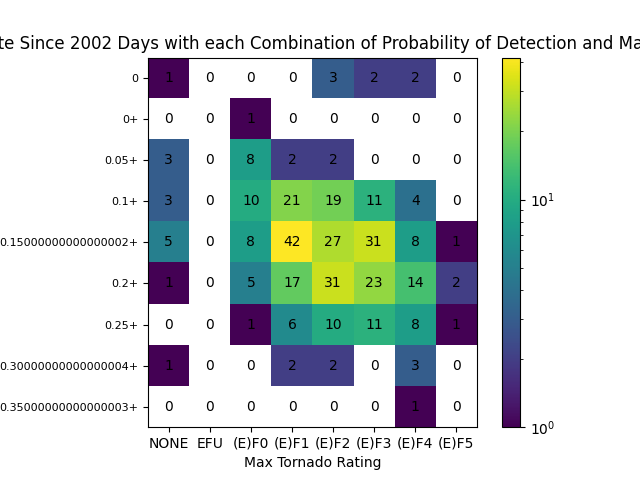 te Since 2002 Days with each Combination of Probability of Detection and Ma
0 1 0 0 0 3 2 2 0
0+ 0 0 1 0 0 0 0 0
0.05+ 3 0 8 2 2 0 0 0
0.1+ 3 0 10 21 19 11 4 0
0.15000000000000002+ 5 0 8 42 27 31 8 1
0.2+ 1 0 5 17 31 23 14 2
0.25+ 0 0 1 6 10 11 8 1
0.30000000000000004+ 1 0 0 2 2 0 3 0
0.35000000000000003+ 0 0 0 0 0 0 1 0
NONE EFU (E)F0 (E)F1 (E)F2 (E)F3 (E)F4 (E)F5
Max Tornado Rating
10¹
10⁰